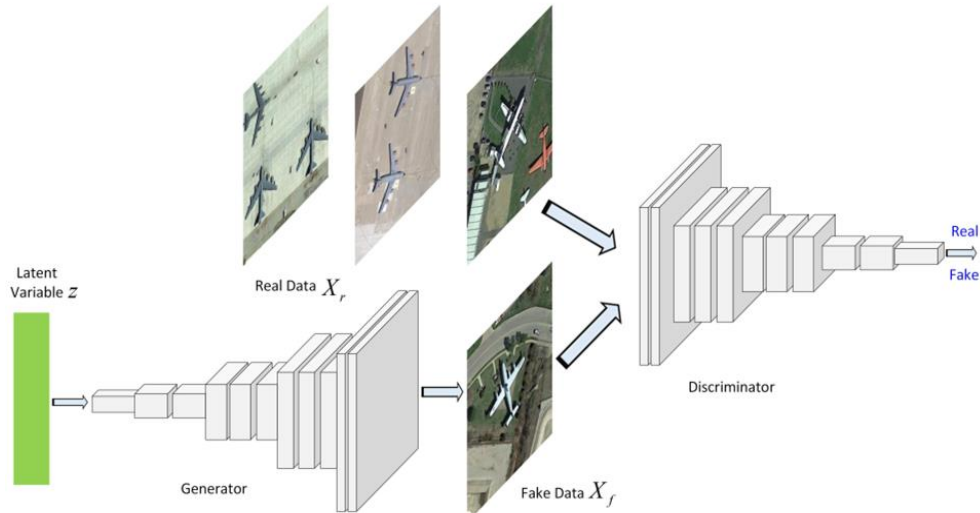 Latent
Variable z
Real Data X_r
Generator
Fake Data X_f
Discriminator
Real
Fake